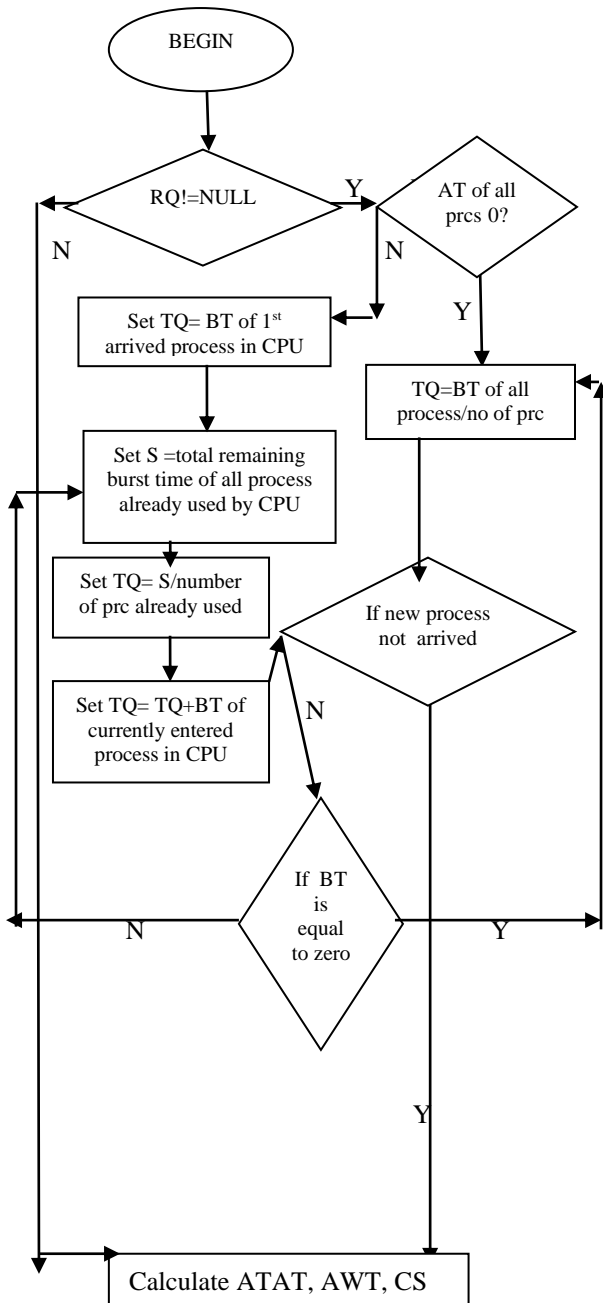 BEGIN
RQ!=NULL
Y
AT of all
prcs 0?
N
N
Y
Set TQ= BT of 1st
arrived process in CPU
TQ=BT of all
process/no of prc
Set S =total remaining
burst time of all process
already used by CPU
Set TQ= S/number
of prc already used
If new process
not arrived
Set TQ= TQ+BT of
currently entered
process in CPU
N
If BT
is
equal
to zero
N
Y
Y
Calculate ATAT, AWT, CS